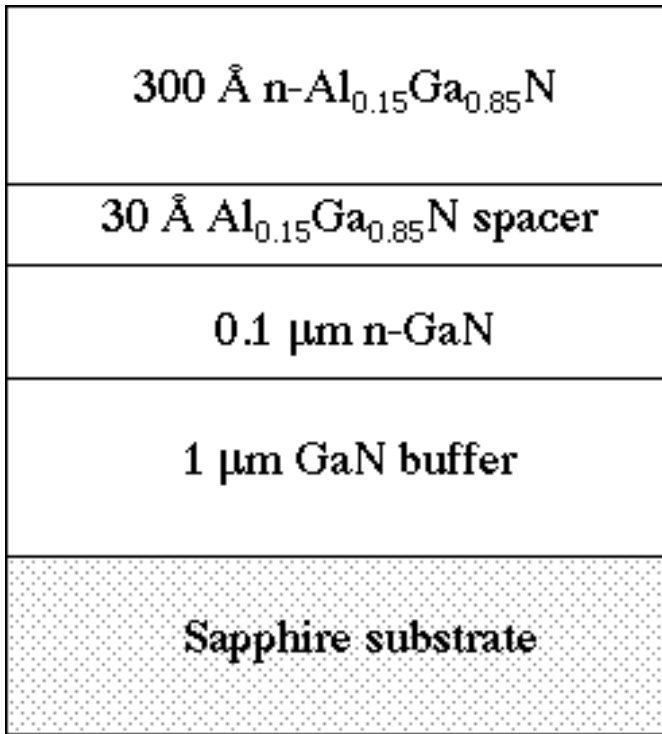 300 Å n-Al₀.₁₅Ga₀.₈₅N
30 Å Al₀.₁₅Ga₀.₈₅N spacer
0.1 μm n-GaN
1 μm GaN buffer
Sapphire substrate